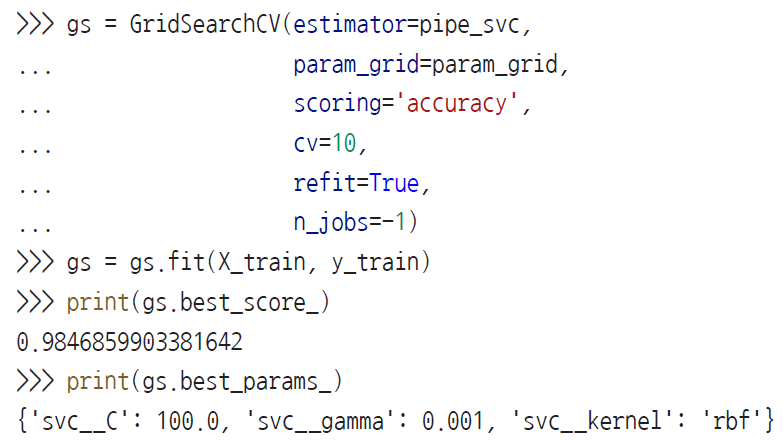 >>> gs = GridSearchCV(estimator=pipe_svc,
...                   param_grid=param_grid,
...                   scoring='accuracy',
...                   cv=10,
...                   refit=True,
...                   n_jobs=-1)
>>> gs = gs.fit(X_train, y_train)
>>> print(gs.best_score_)
0.9846859903381642
>>> print(gs.best_params_)
{'svc__C': 100.0, 'svc__gamma': 0.001, 'svc__kernel': 'rbf'}